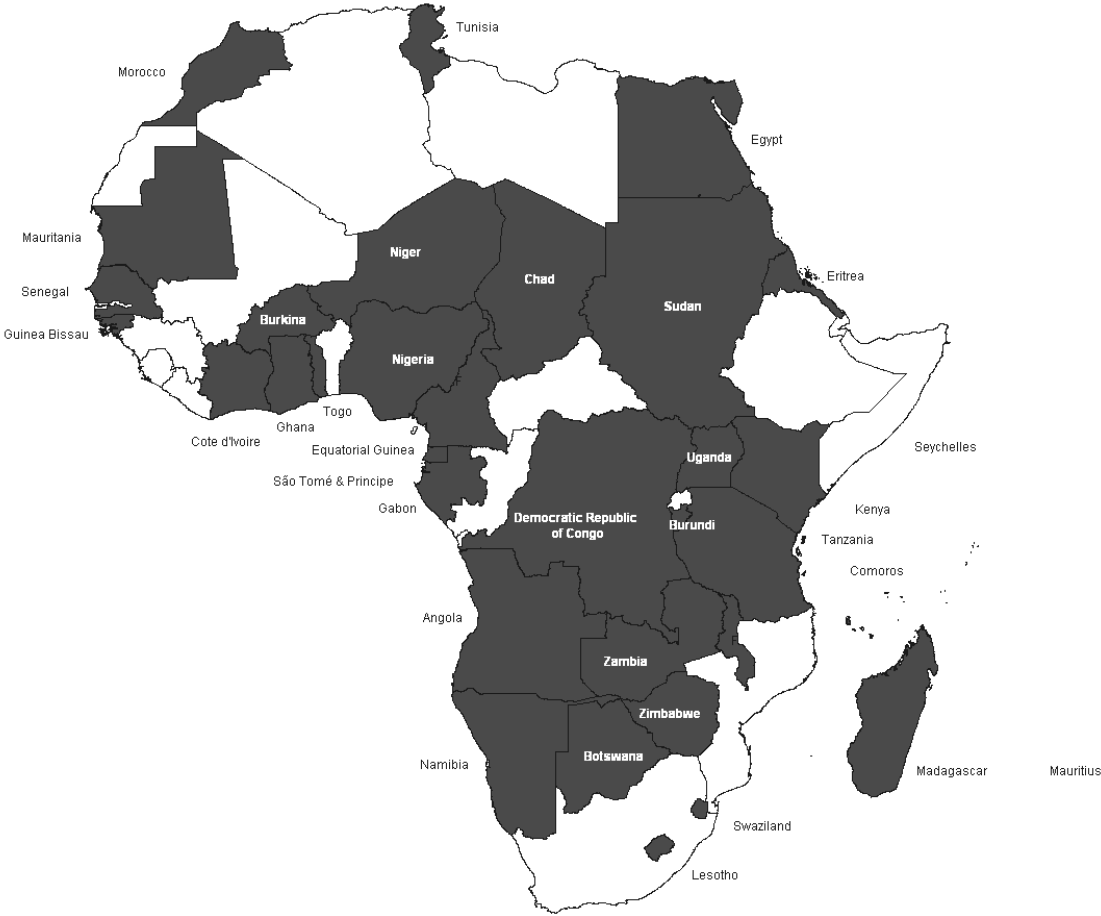 Tunisia
Morocco
Egypt
Mauritania
Niger
Chad
Eritrea
Senegal
Sudan
Burkina
Guinea Bissau
Nigeria
Togo
Ghana
Cote d'Ivoire
Equatorial Guinea
Seychelles
Uganda
São Tomé & Principe
Gabon
Kenya
Democratic Republic
of Congo
Burundi
Tanzania
Comoros
Angola
Zambia
Zimbabwe
Botswana
Namibia
Madagascar
Mauritius
Swaziland
Lesotho